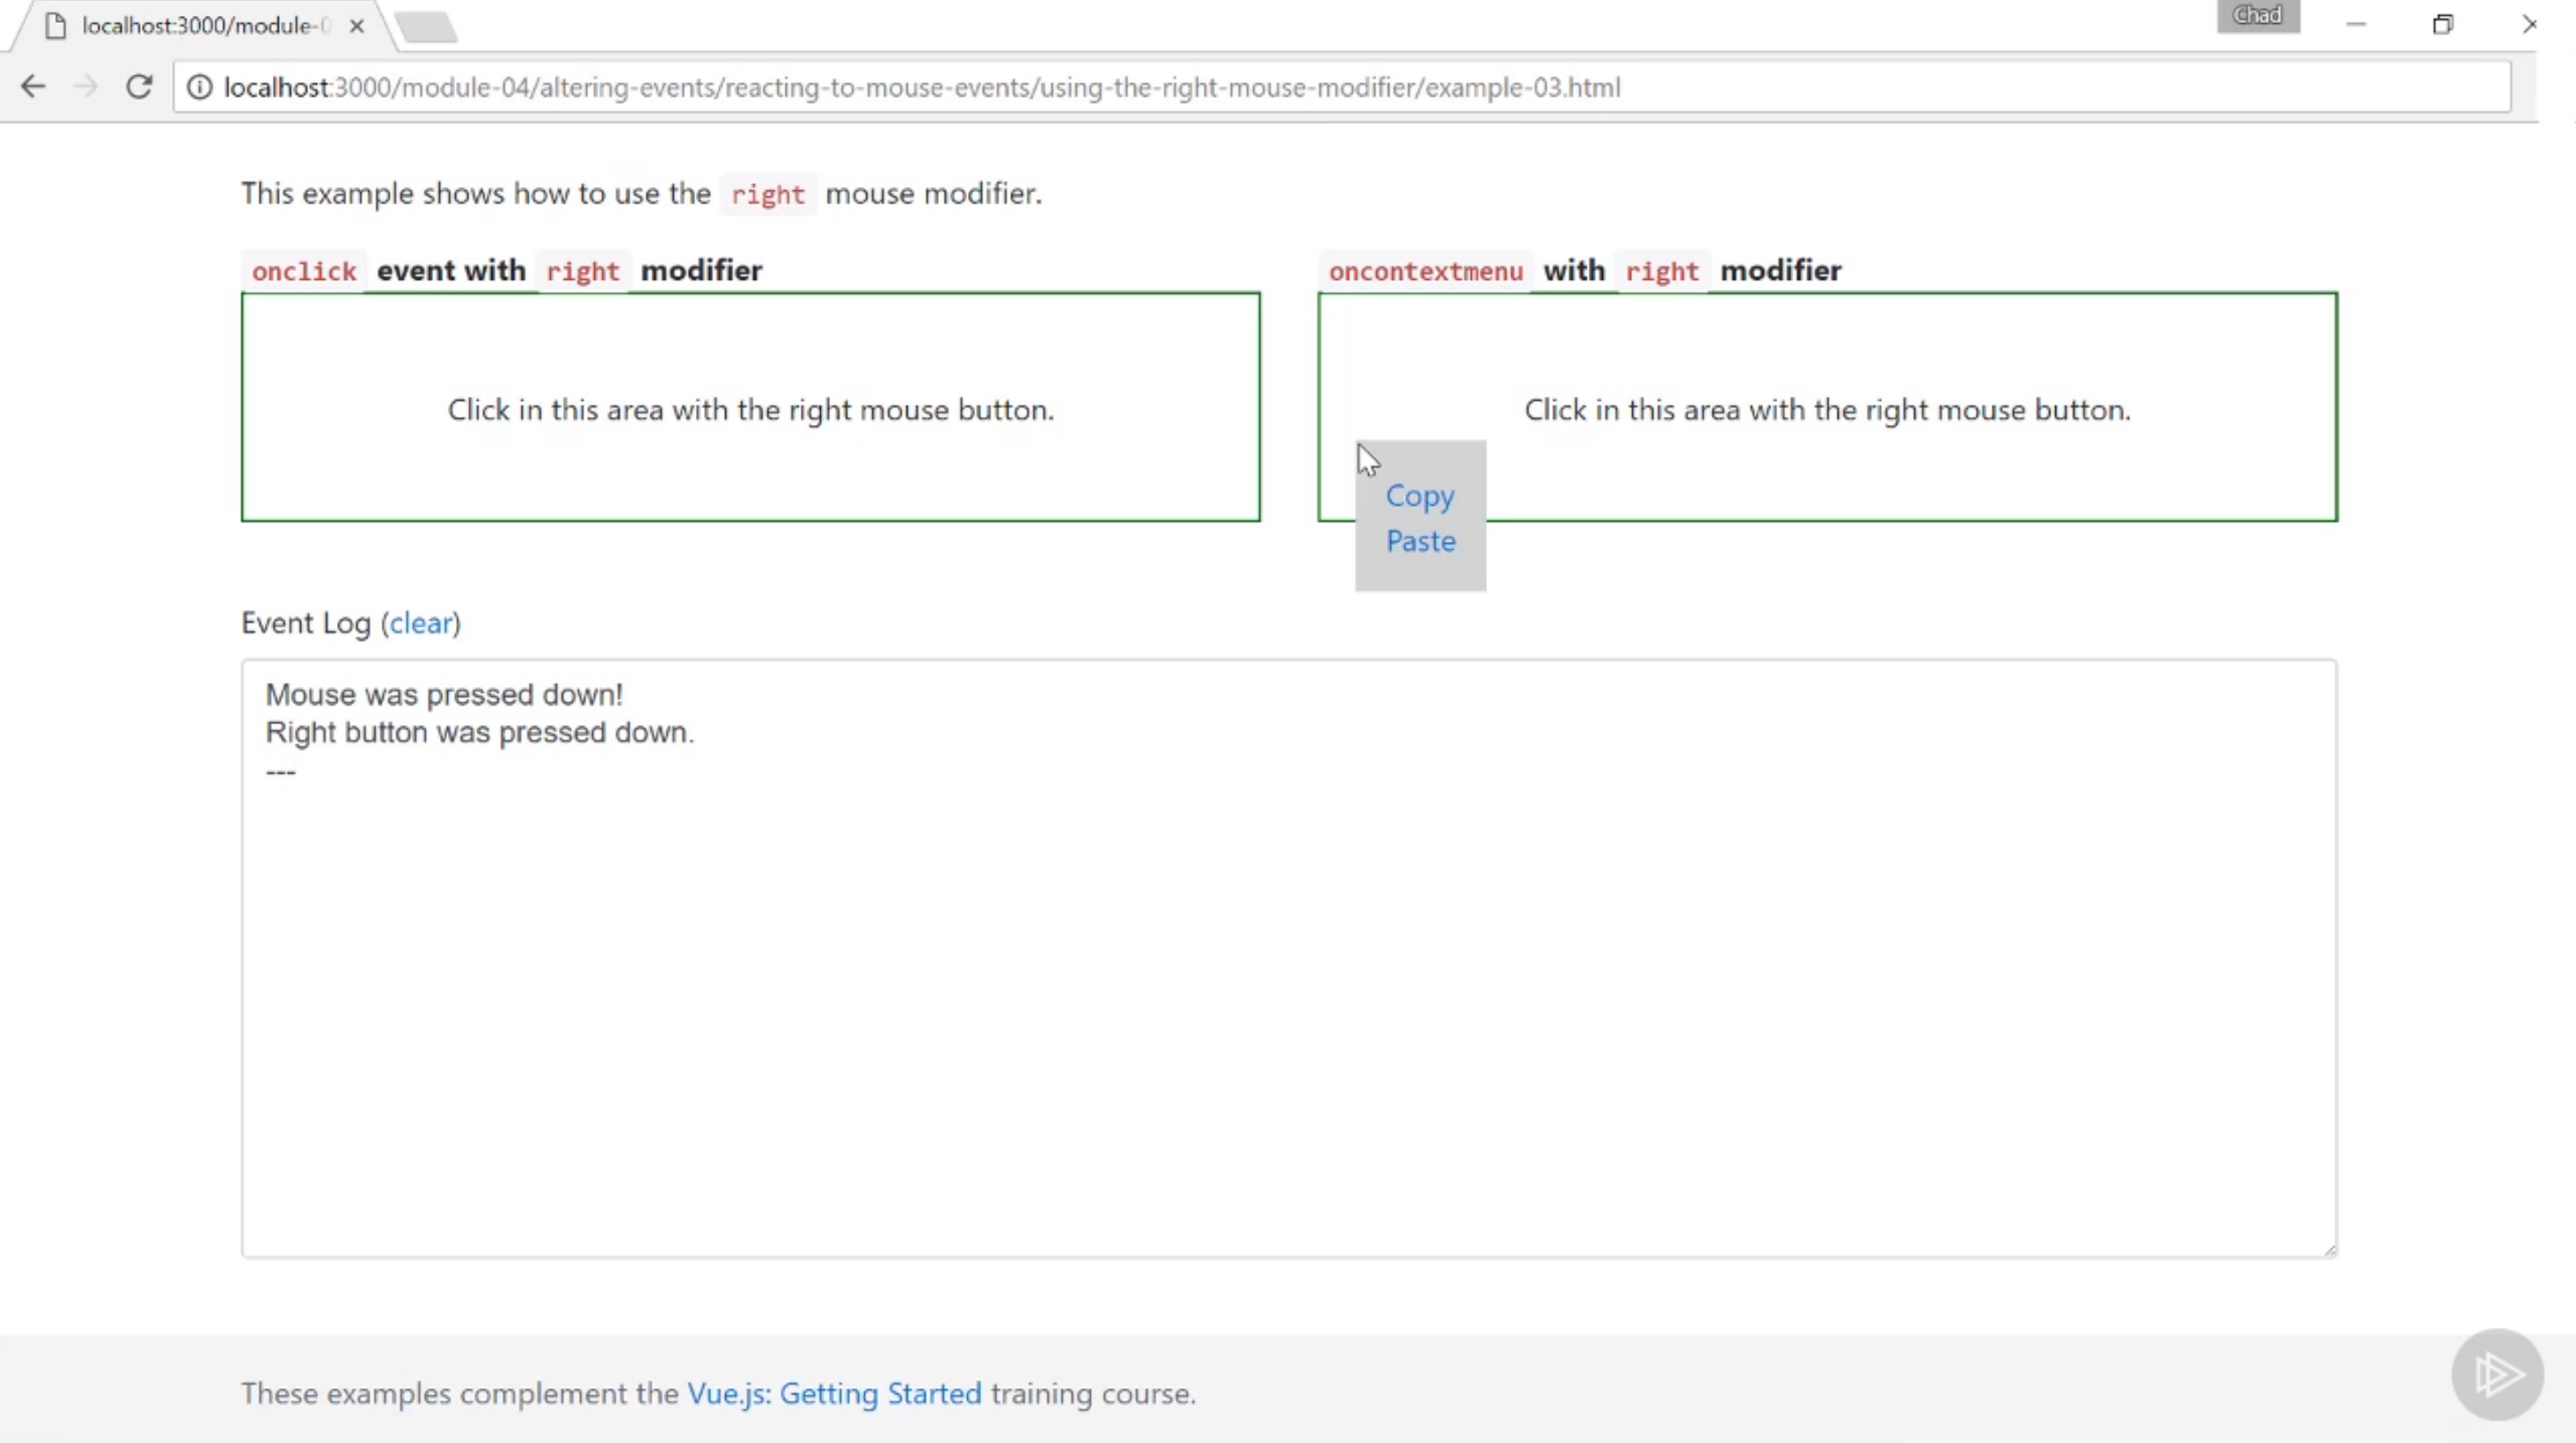 localhost:3000/module-0
Chad
localhost:3000/module-04/altering-events/reacting-to-mouse-events/using-the-right-mouse-modifier/example-03.html
This example shows how to use the right mouse modifier.
onclick event with right modifier
oncontextmenu with right modifier
Click in this area with the right mouse button.
Click in this area with the right mouse button.
Copy
Paste
Event Log (clear)
Mouse was pressed down!
Right button was pressed down.
---
These examples complement the Vue.js: Getting Started training course.